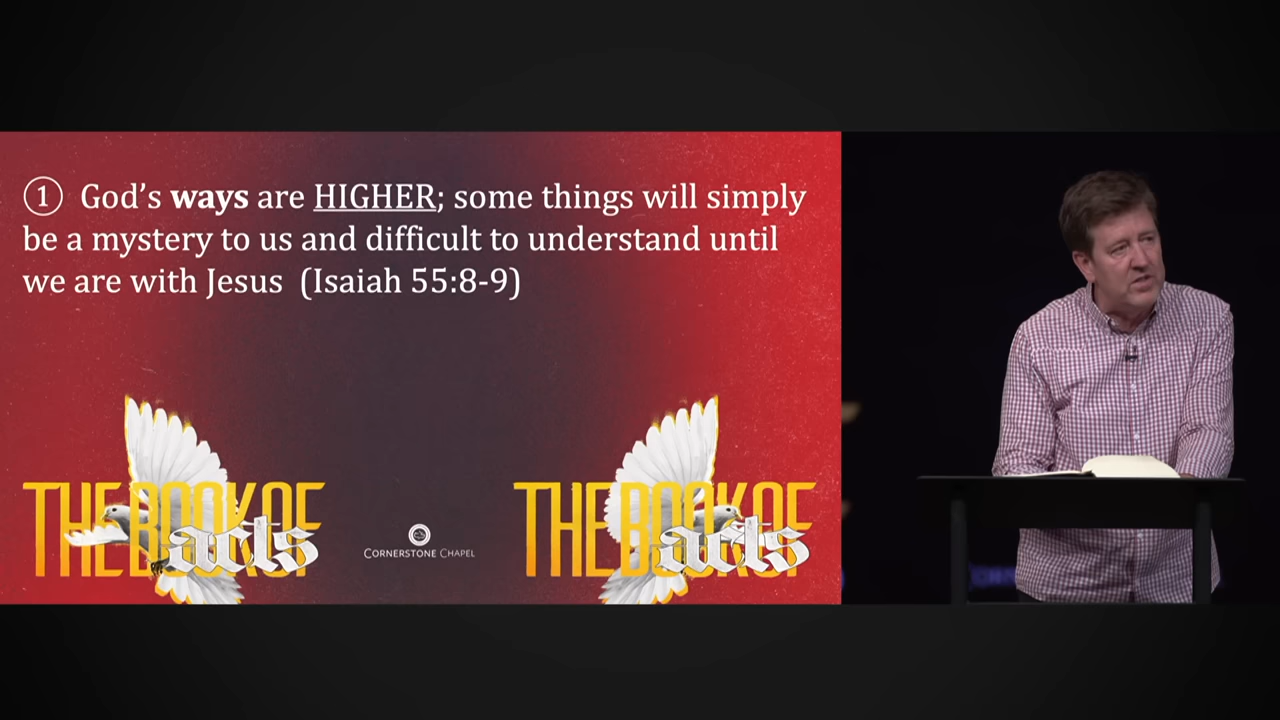 ① God’s ways are HIGHER; some things will simply
be a mystery to us and difficult to understand until
we are with Jesus (Isaiah 55:8-9)
THE BOOK OF
acts
CORNERSTONE CHAPEL
THE BOOK OF
acts